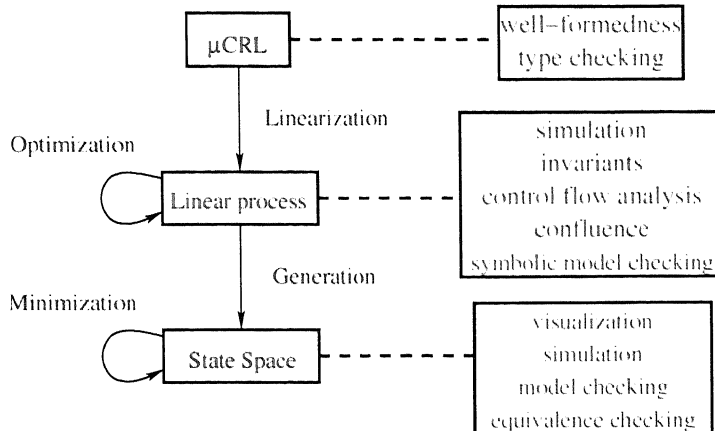 μCRL
well-formedness
type checking
Linearization
Optimization
Linear process
simulation
invariants
control flow analysis
confluence
symbolic model checking
Generation
Minimization
State Space
visualization
simulation
model checking
equivalence checking